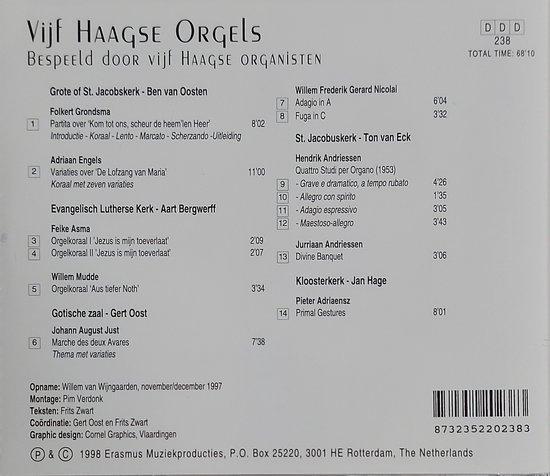 Vijf Haagse Orgels
Bespeeld door vijf Haagse organisten
D D D
238
TOTAL TIME: 68'10
Grote of St. Jacobskerk - Ben van Oosten
Folkert Grondsma
1 Partita over 'Kom tot ons, scheur de heem'len Heer' 8'02
Introductie - Koraal - Lento - Marcato - Scherzando -Uitleiding
Adriaan Engels
2 Variaties over 'De Lofzang van Maria' 11'00
Koraal met zeven variaties
Evangelisch Lutherse Kerk - Aart Bergwerff
Feike Asma
3 Orgelkoraal I 'Jezus is mijn toeverlaat' 2'09
4 Orgelkoraal II 'Jezus is mijn toeverlaat' 2'07
Willem Mudde
5 Orgelkoraal 'Aus tiefer Noth' 3'34
Gotische zaal - Gert Oost
Johann August Just
6 Marche des deux Avares 7'38
Thema met variaties
Willem Frederik Gerard Nicolai
7 Adagio in A 6'04
8 Fuga in C 3'32
St. Jacobuskerk - Ton van Eck
Hendrik Andriessen
Quattro Studi per Organo (1953)
9 - Grave e dramatico, a tempo rubato 4'26
10 - Allegro con spirito 1'35
11 - Adagio espressivo 3'05
12 - Maestoso-allegro 3'43
Jurriaan Andriessen
13 Divine Banquet 3'06
Kloosterkerk - Jan Hage
Pieter Adriaensz
14 Primal Gestures 8'01
Opname: Willem van Wijngaarden, november/december 1997
Montage: Pim Verdonk
Teksten: Frits Zwart
Coördinatie: Gert Oost en Frits Zwart
Graphic design: Cornel Graphics, Vlaardingen
8732352202383
Ⓟ & Ⓒ 1998 Erasmus Muziekproducties, P.O. Box 25220, 3001 HE Rotterdam, The Netherlands